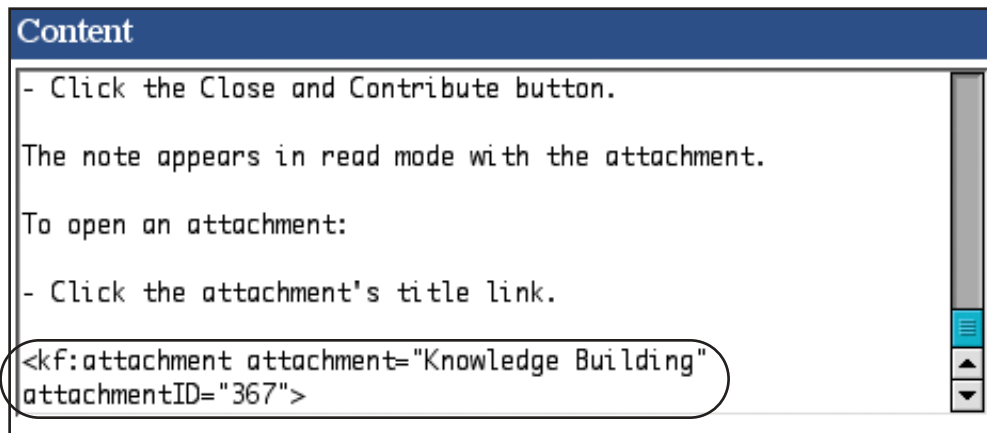 Content
- Click the Close and Contribute button.
The note appears in read mode with the attachment.
To open an attachment:
- Click the attachment's title link.
<kf:attachment attachment="Knowledge Building"
attachmentID="367">